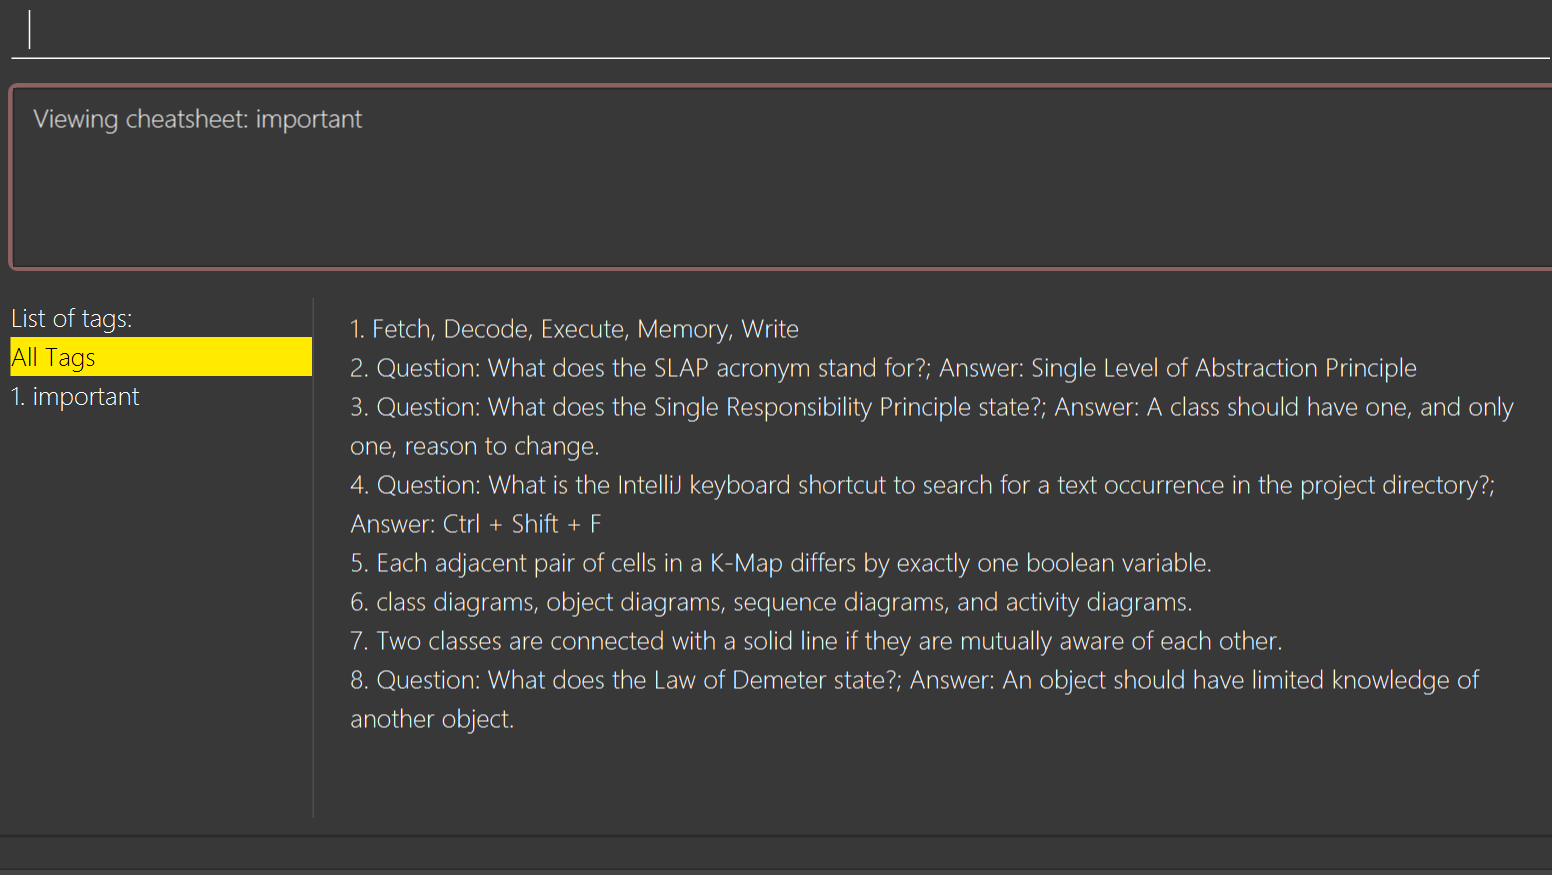 Viewing cheatsheet: important
List of tags:
All Tags
1. important
1. Fetch, Decode, Execute, Memory, Write
2. Question: What does the SLAP acronym stand for?; Answer: Single Level of Abstraction Principle
3. Question: What does the Single Responsibility Principle state?; Answer: A class should have one, and only
one, reason to change.
4. Question: What is the IntelliJ keyboard shortcut to search for a text occurrence in the project directory?;
Answer: Ctrl + Shift + F
5. Each adjacent pair of cells in a K-Map differs by exactly one boolean variable.
6. class diagrams, object diagrams, sequence diagrams, and activity diagrams.
7. Two classes are connected with a solid line if they are mutually aware of each other.
8. Question: What does the Law of Demeter state?; Answer: An object should have limited knowledge of
another object.